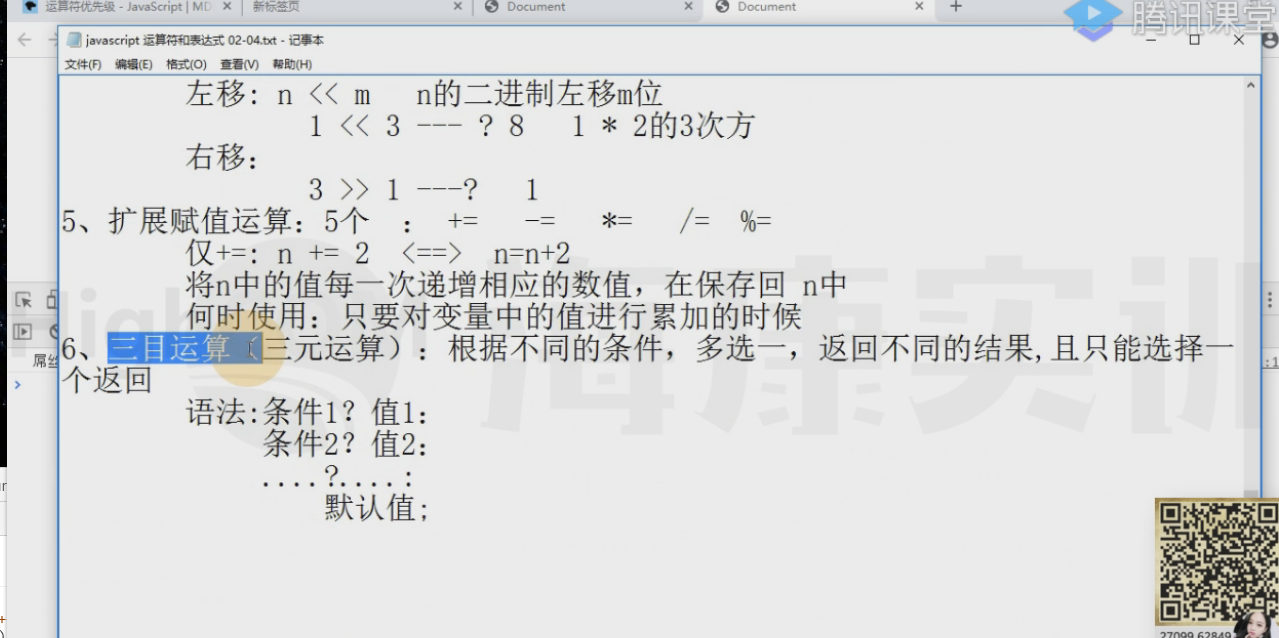 运算符优先级 - JavaScript | MD
新标签页
Document
Document
腾讯课堂
javascript 运算符和表达式 02-04.txt - 记事本
文件(F) 编辑(E) 格式(O) 查看(V) 帮助(H)
左移: n << m n的二进制左移m位
1 << 3 --- ? 8 1 * 2的3次方
右移:
3 >> 1 ---? 1
5、扩展赋值运算: 5个 : += -= *= /= %=
仅+=: n += 2 <==> n=n+2
将n中的值每一次递增相应的数值, 在保存回 n中
何时使用: 只要对变量中的值进行累加的时候
6、三目运算(三元运算): 根据不同的条件, 多选一, 返回不同的结果,且只能选择一
个返回
语法:条件1? 值1:
条件2? 值2:
....?....:
默认值;
屌丝
海康实训